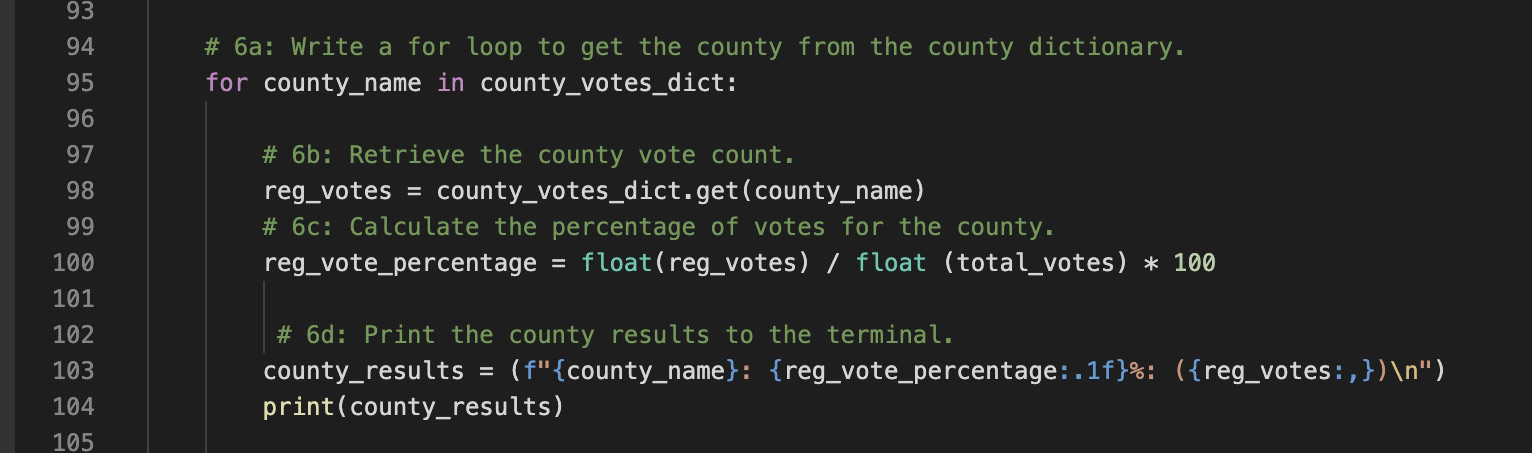 93
94 # 6a: Write a for loop to get the county from the county dictionary.
95 for county_name in county_votes_dict:
96
97 # 6b: Retrieve the county vote count.
98 reg_votes = county_votes_dict.get(county_name)
99 # 6c: Calculate the percentage of votes for the county.
100 reg_vote_percentage = float(reg_votes) / float (total_votes) * 100
101
102 # 6d: Print the county results to the terminal.
103 county_results = (f"{county_name}: {reg_vote_percentage:.1f}%: ({reg_votes:,})\n")
104 print(county_results)
105